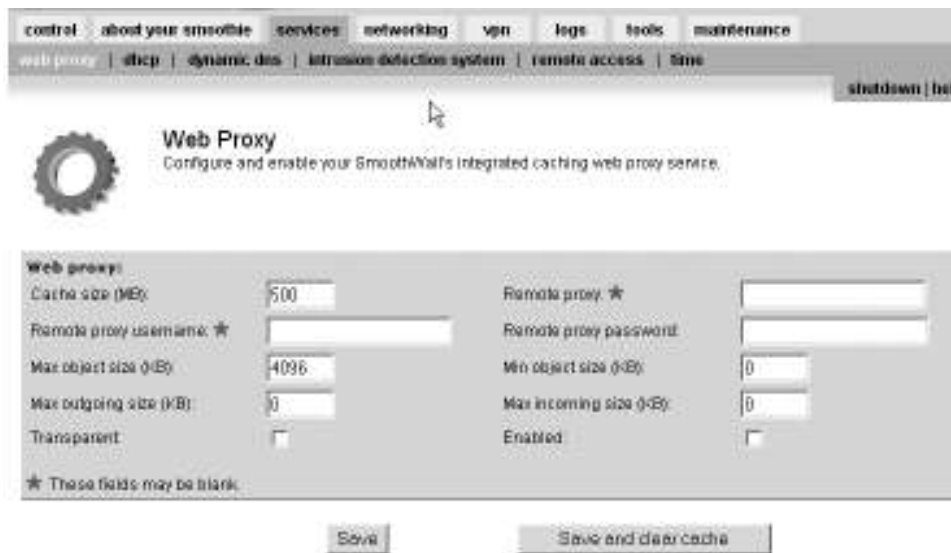 control about your smoothie services networking vpn logs tools maintenance
web proxy | dhcp | dynamic dns | intrusion detection system | remote access | time
shutdown |
Web Proxy
Configure and enable your SmoothWall's integrated caching web proxy service.
Web proxy:
Cache size (MB): 500 Remote proxy: ★
Remote proxy username: ★ Remote proxy password:
Max object size (KB): 4096 Min object size (KB): 0
Max outgoing size (KB): 0 Max incoming size (KB): 0
Transparent: Enabled:
★ These fields may be blank.
Save Save and clear cache